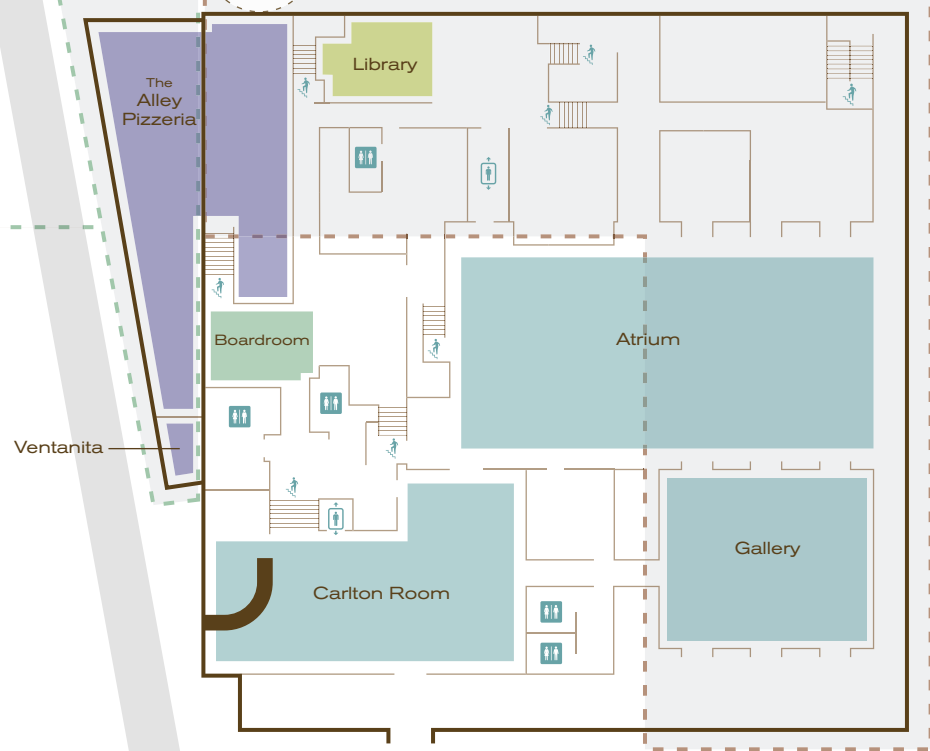 The
Alley
Pizzeria
Library
Boardroom
Atrium
Ventanita
Gallery
Carlton Room